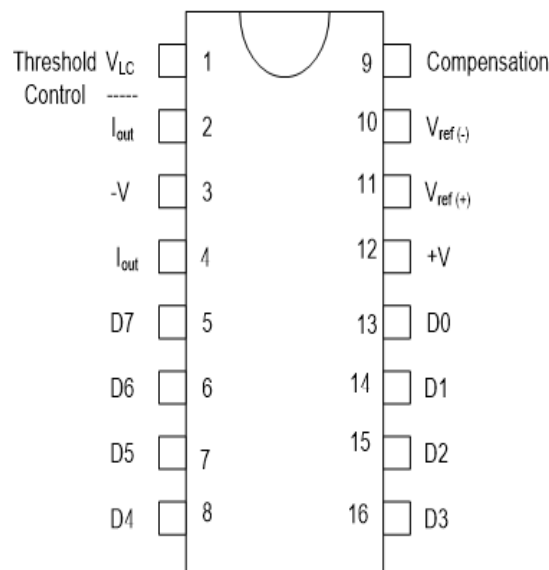 Threshold V_LC 1 9 Compensation
Control -----
I_out 2 10 V_ref (-)
-V 3 11 V_ref (+)
I_out 4 12 +V
D7 5 13 D0
D6 6 14 D1
D5 7 15 D2
D4 8 16 D3